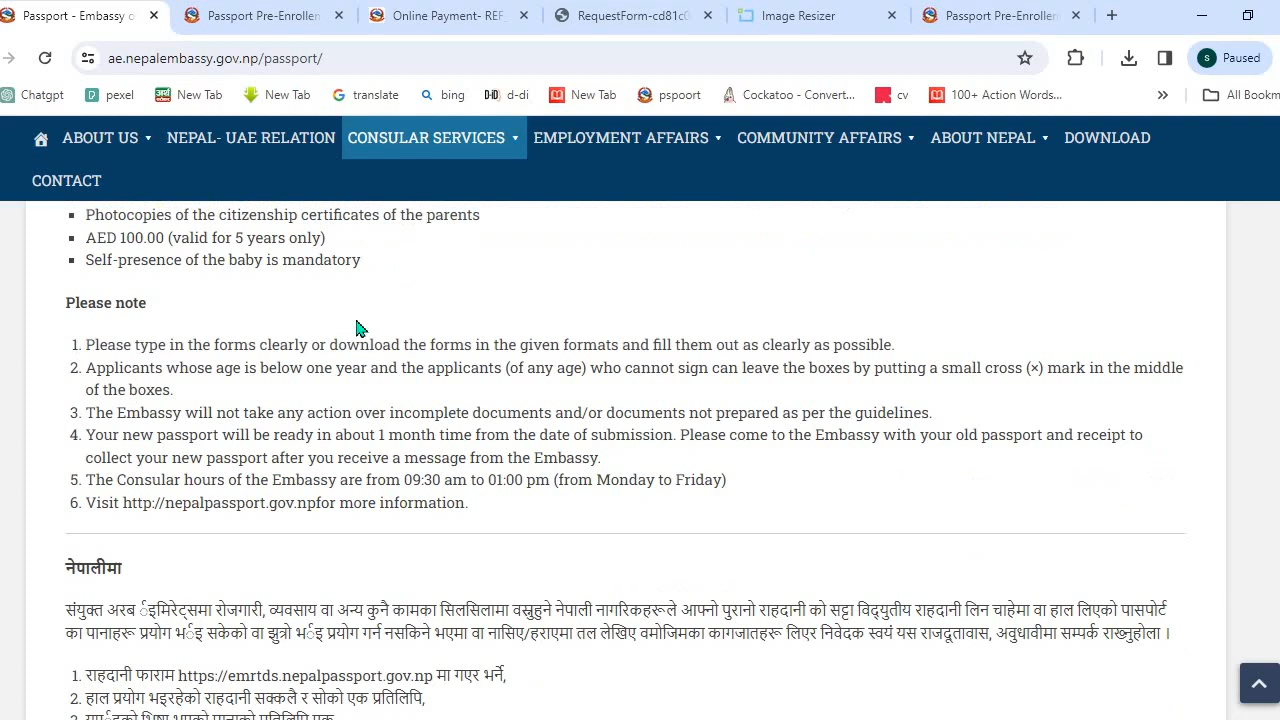 Passport - Embassy o
Passport Pre-Enrollen
Online Payment- REF
RequestForm-cd81c0
Image Resizer
Passport Pre-Enrollen
ae.nepalembassy.gov.np/passport/
S
Paused
Chatgpt
pexel
New Tab
New Tab
translate
bing
d-di
New Tab
pspoort
Cockatoo - Convert...
cv
100+ Action Words...
All Bookm
ABOUT US
NEPAL- UAE RELATION
CONSULAR SERVICES
EMPLOYMENT AFFAIRS
COMMUNITY AFFAIRS
ABOUT NEPAL
DOWNLOAD
CONTACT
Photocopies of the citizenship certificates of the parents
AED 100.00 (valid for 5 years only)
Self-presence of the baby is mandatory
Please note
1. Please type in the forms clearly or download the forms in the given formats and fill them out as clearly as possible.
2. Applicants whose age is below one year and the applicants (of any age) who cannot sign can leave the boxes by putting a small cross (×) mark in the middle
of the boxes.
3. The Embassy will not take any action over incomplete documents and/or documents not prepared as per the guidelines.
4. Your new passport will be ready in about 1 month time from the date of submission. Please come to the Embassy with your old passport and receipt to
collect your new passport after you receive a message from the Embassy.
5. The Consular hours of the Embassy are from 09:30 am to 01:00 pm (from Monday to Friday)
6. Visit http://nepalpassport.gov.npfor more information.
नेपालीमा
संयुक्त अरब र्इमिरेट्समा रोजगारी, व्यवसाय वा अन्य कुनै कामका सिलसिलामा वस्नुहुने नेपाली नागरिकहरूले आफ्नो पुरानो राहदानी को सट्टा विद्युतीय राहदानी लिन चाहेमा वा हाल लिएको पासपोर्ट
का पानाहरू प्रयोग भर्इ सकेको वा झुत्रो भर्इ प्रयोग गर्न नसकिने भएमा वा नासिए/हराएमा तल लेखिए वमोजिमका कागजातहरू लिएर निवेदक स्वयं यस राजदूतावास, अवुधावीमा सम्पर्क राख्नुहोला ।
1. राहदानी फाराम https://emrtds.nepalpassport.gov.np मा गएर भर्ने,
2. हाल प्रयोग भइरहेको राहदानी सक्कलै र सोको एक प्रतिलिपि,